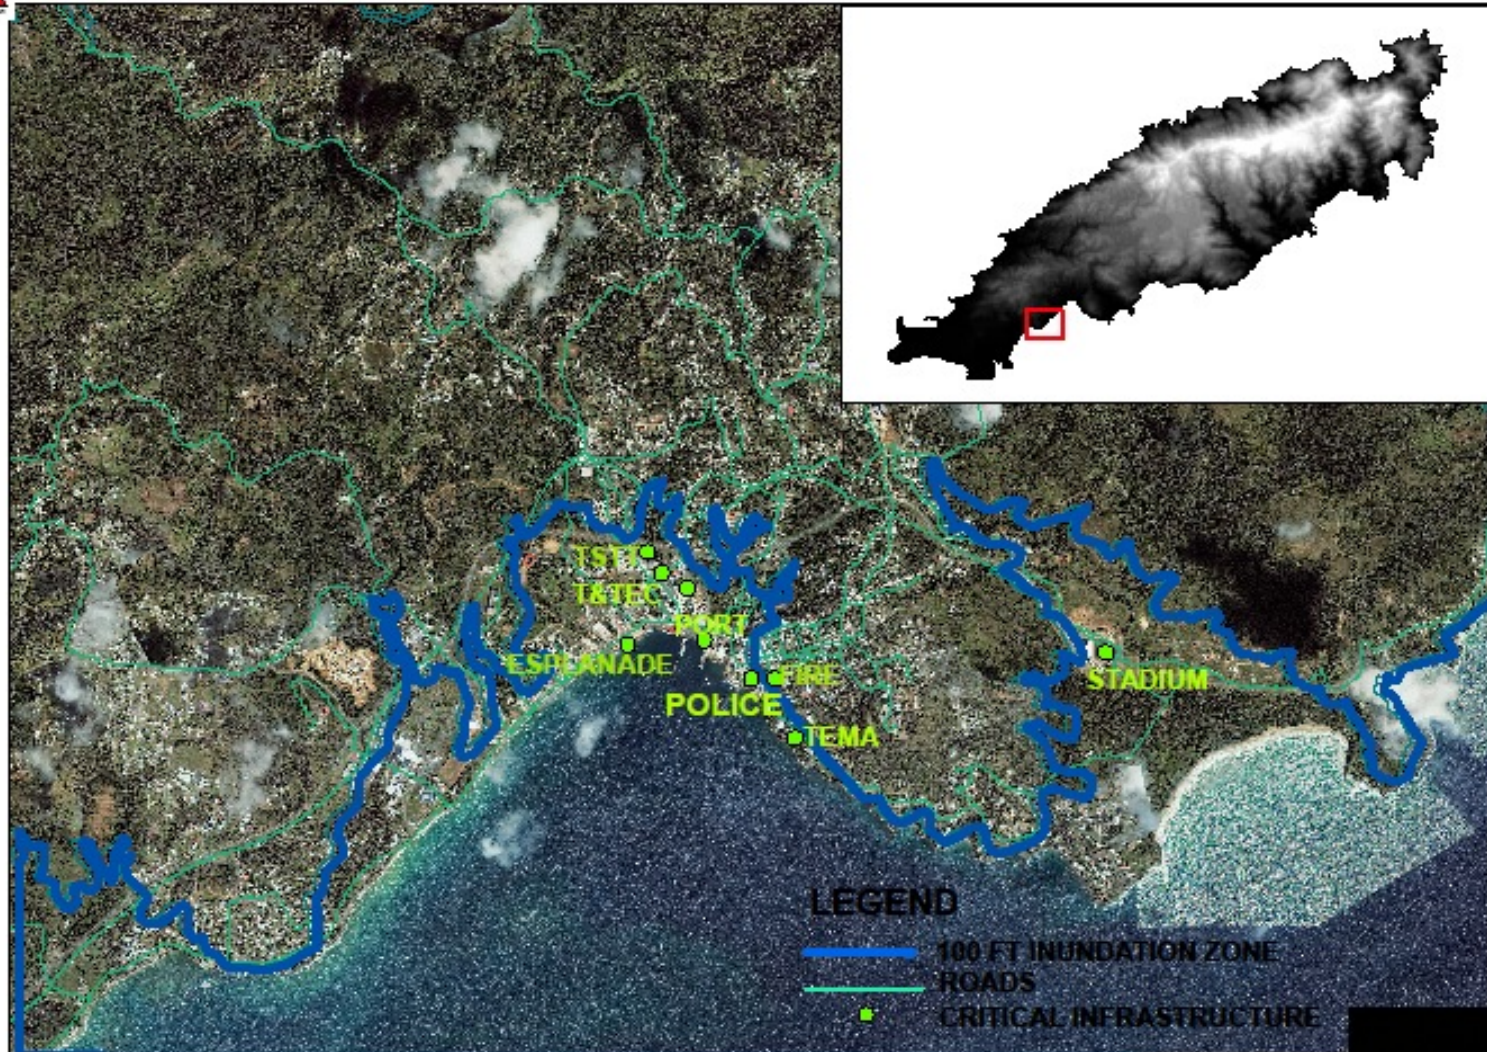 TSTT
T&TEC
PORT
ESPLANADE
FIRE
POLICE
STADIUM
TEMA
LEGEND
100 FT INUNDATION ZONE
ROADS
CRITICAL INFRASTRUCTURE